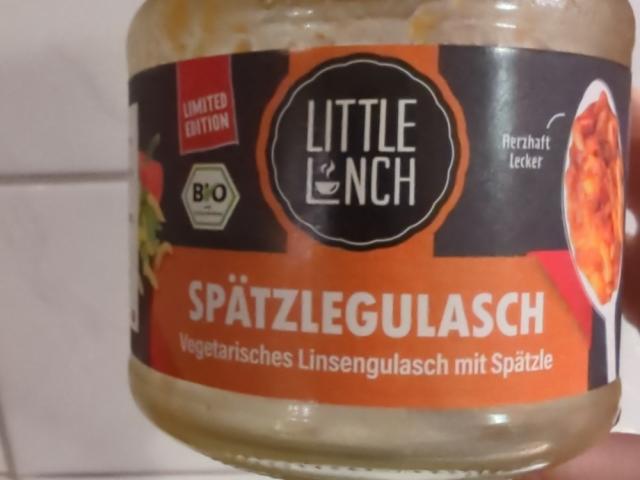 LIMITED
EDITION
LITTLE
LUNCH
Herzhaft
lecker
BIO
SPÄTZLEGULASCH
Vegetarisches Linsengulasch mit Spätzle